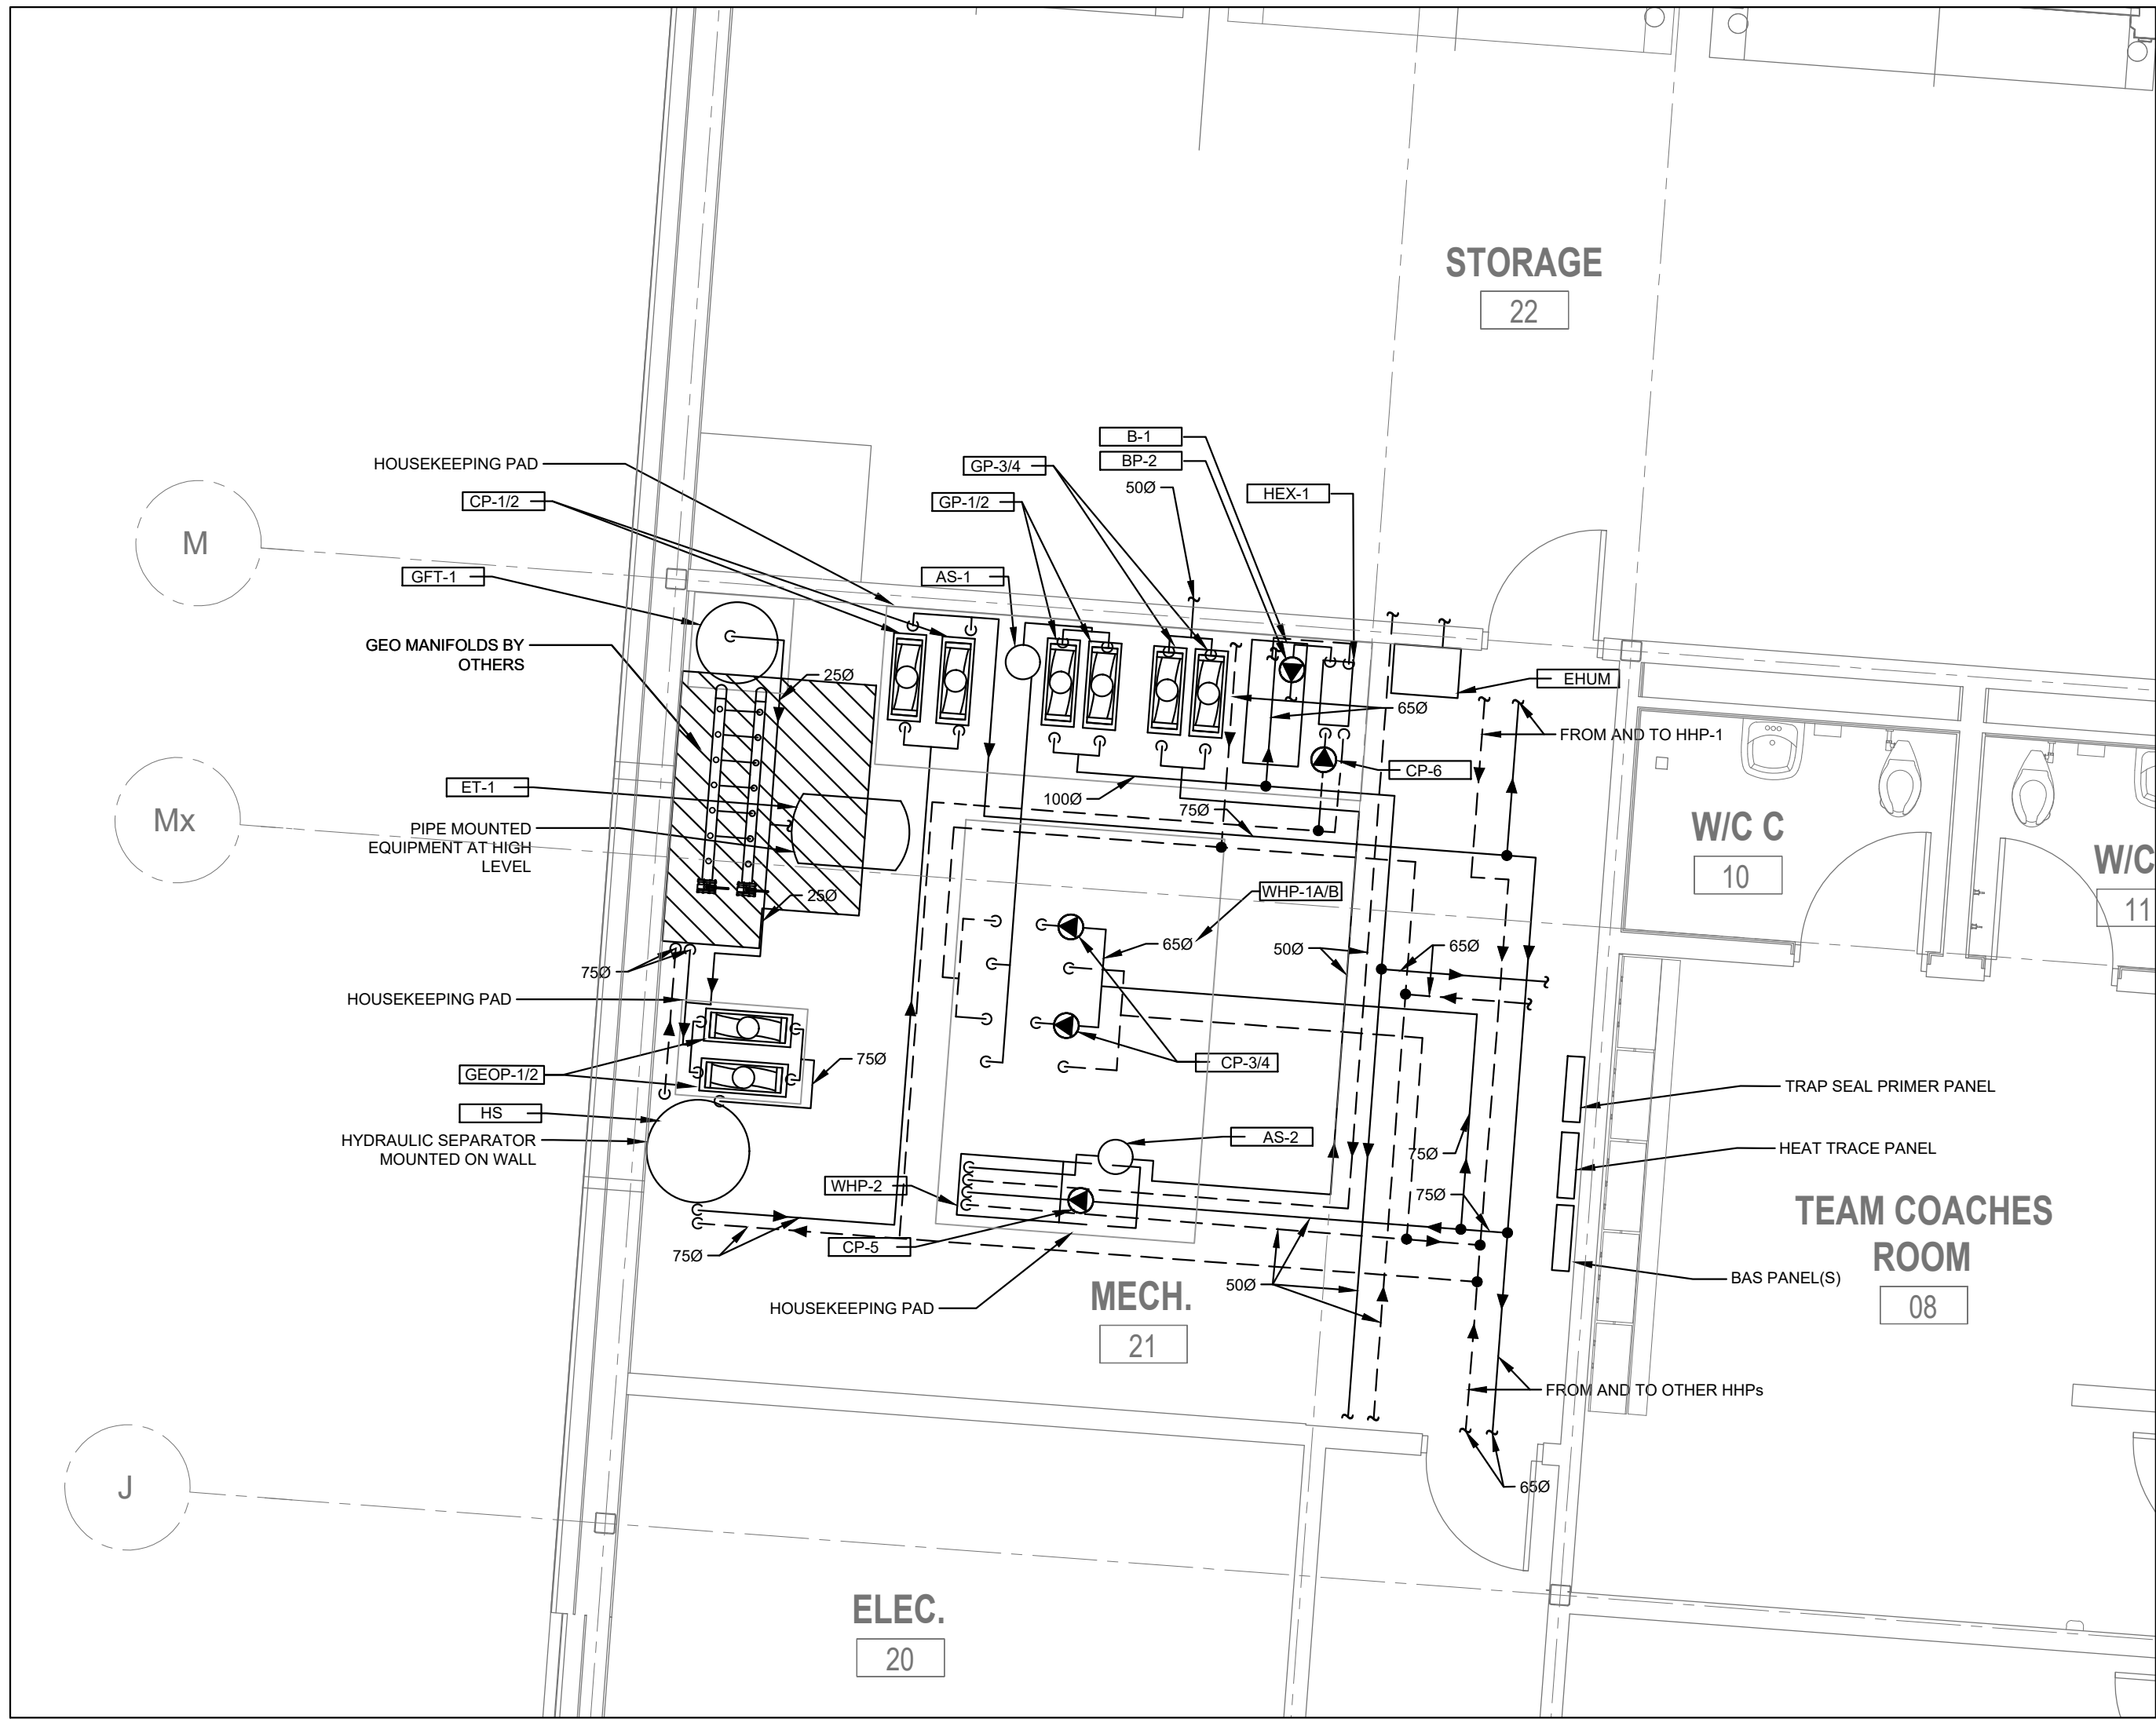 STORAGE
22
B-1
BP-2
HOUSEKEEPING PAD
GP-3/4
CP-1/2
GP-1/2
50Ø
HEX-1
M
GFT-1
AS-1
GEO MANIFOLDS BY
OTHERS
25Ø
EHUM
65Ø
FROM AND TO HHP-1
CP-6
ET-1
100Ø
75Ø
Mx
PIPE MOUNTED
EQUIPMENT AT HIGH
LEVEL
W/C C
10
W/C
11
25Ø
WHP-1A/B
65Ø
50Ø
65Ø
75Ø
HOUSEKEEPING PAD
GEOP-1/2
75Ø
CP-3/4
TRAP SEAL PRIMER PANEL
HS
HYDRAULIC SEPARATOR
MOUNTED ON WALL
AS-2
75Ø
HEAT TRACE PANEL
WHP-2
75Ø
TEAM COACHES
ROOM
08
CP-5
75Ø
50Ø
BAS PANEL(S)
HOUSEKEEPING PAD
MECH.
21
FROM AND TO OTHER HHPs
J
65Ø
ELEC.
20